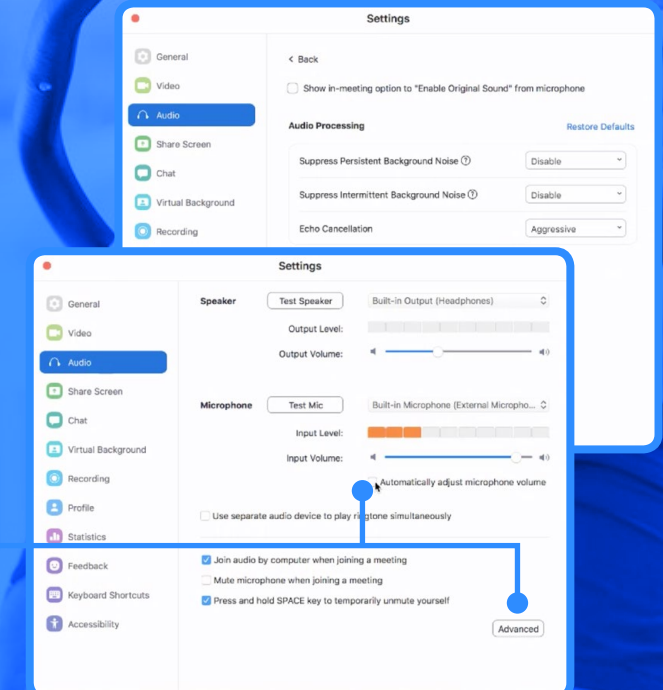 Settings
General
Video
Audio
Share Screen
Chat
Virtual Background
Recording
< Back
Show in-meeting option to "Enable Original Sound" from microphone
Audio Processing Restore Defaults
Suppress Persistent Background Noise ? Disable
Suppress Intermittent Background Noise ? Disable
Echo Cancellation Aggressive
Settings
General
Video
Audio
Share Screen
Chat
Virtual Background
Recording
Profile
Statistics
Feedback
Keyboard Shortcuts
Accessibility
Speaker Test Speaker Built-in Output (Headphones)
Output Level:
Output Volume:
Microphone Test Mic Built-in Microphone (External Micropho...
Input Level:
Input Volume:
Automatically adjust microphone volume
Use separate audio device to play ringtone simultaneously
Join audio by computer when joining a meeting
Mute microphone when joining a meeting
Press and hold SPACE key to temporarily unmute yourself
Advanced